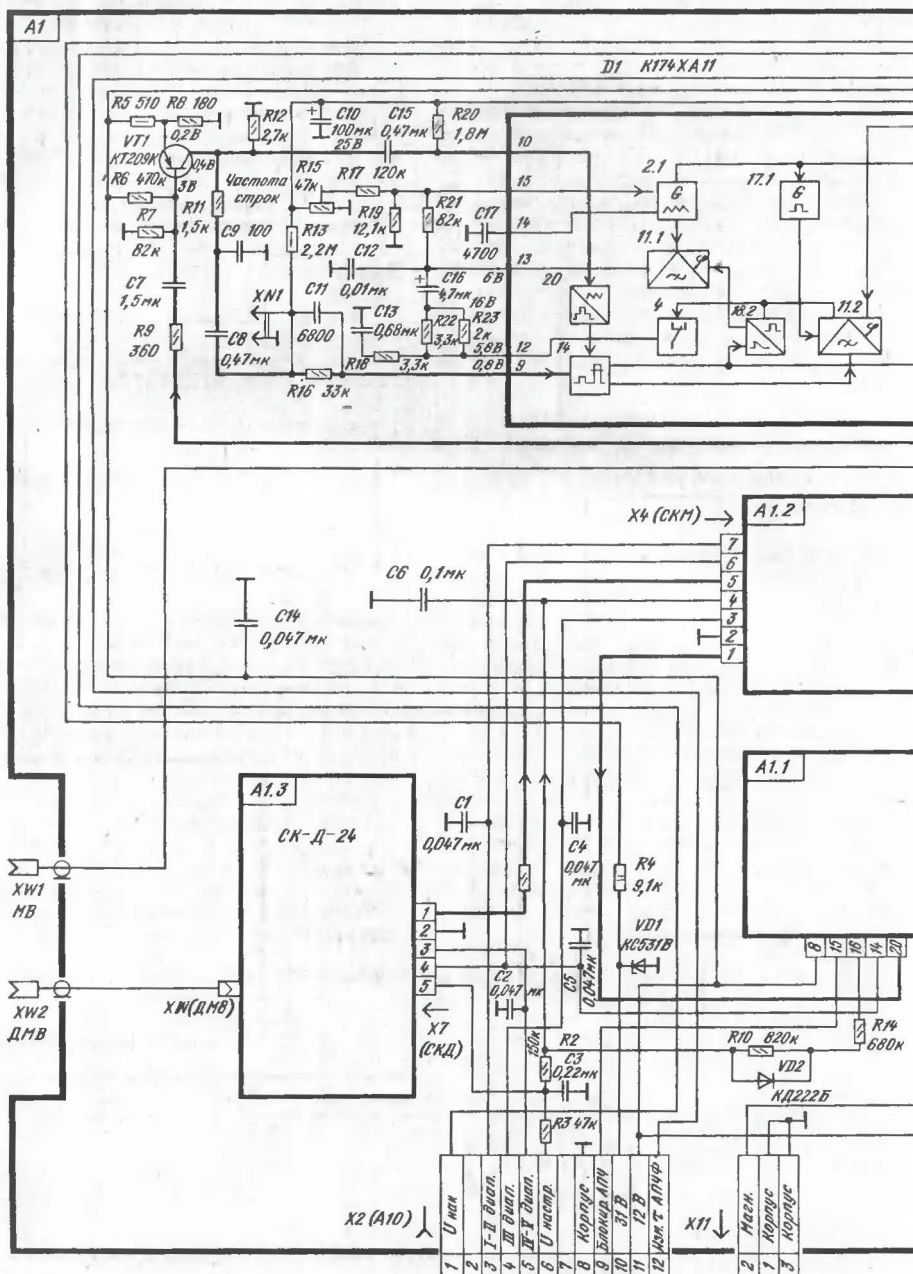 A1
D1 К174ХА11
R5 510 R8 180
0,2В
VT1
КТ209К
0,4В
3В
R6 470к
R7
82к
C7
1,5мк
R9
360
R11
1,5к
C9 100
C8
0,47мк
R12
2,7к
Частота
строк
C10
100мк
25В
C15
0,47мк
R20
1,8М
R15
47к
R17 120к
R13
2,2М
R19
12,1к
R21
82к
C12
0,01мк
C17
4700
C16
4,7мк
16В
XN1
C11
6800
C13
0,68мк
R22
3,3к
R23
2к
R18
3,3к
R16 33к
5,8В
0,8В
6В
10
15
14
13
12
9
2.1
G
17.1
G
11.1
φ
20
4
14
18.2
11.2
φ
X4 (СКМ)
A1.2
7
6
5
4
3
2
1
C6 0,1мк
C14
0,047мк
A1.3
СК-Д-24
1
2
3
4
5
C1
0,047мк
C4
0,047
мк
R4
9,1к
VD1
КС531В
A1.1
8 15 16 14 20
XW1
МВ
XW2
ДМВ
XW(ДМВ)
X7
(СКД)
C2
0,047 мк
C5
0,047мк
R2
150к
C3
0,22мк
R3 47к
R10 820к
VD2
КД222Б
R14
680к
X2 (A10)
1 U нак
2
3 I-II диап.
4 III диап.
5 IV-V диап.
6 U настр.
7
8 Корпус
9 Блокир. АПЧ
10 31 В
11 12 В
12 Изм. τ АПЧФ
X11
2 Магн.
1 Корпус
3 Корпус